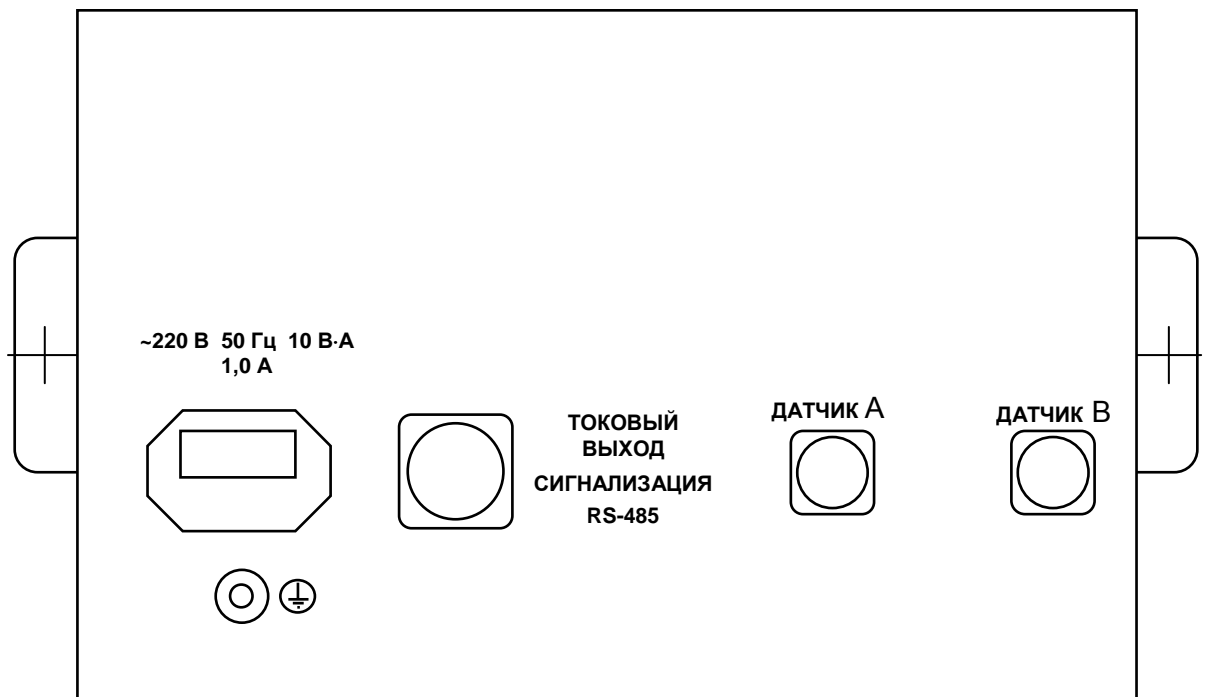 ~220 В 50 Гц 10 В·А
1,0 А
ТОКОВЫЙ
ВЫХОД
СИГНАЛИЗАЦИЯ
RS-485
ДАТЧИК А
ДАТЧИК В